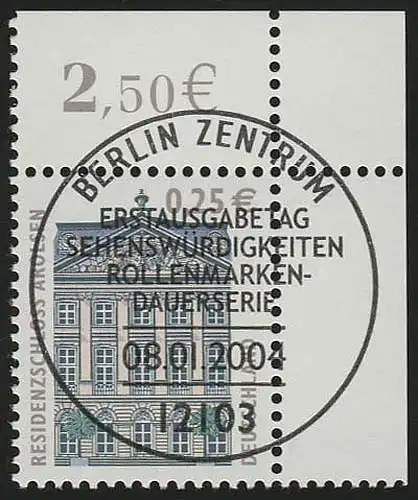 2,50€
BERLIN ZENTRUM
0,25 €
ERSTAUSGABETAG
SEHENSWÜRDIGKEITEN
ROLLENMARKEN-
DAUERSERIE
08.01.2004
12103
RESIDENZSCHLOSS AROLSEN
DEUTSCHLAND